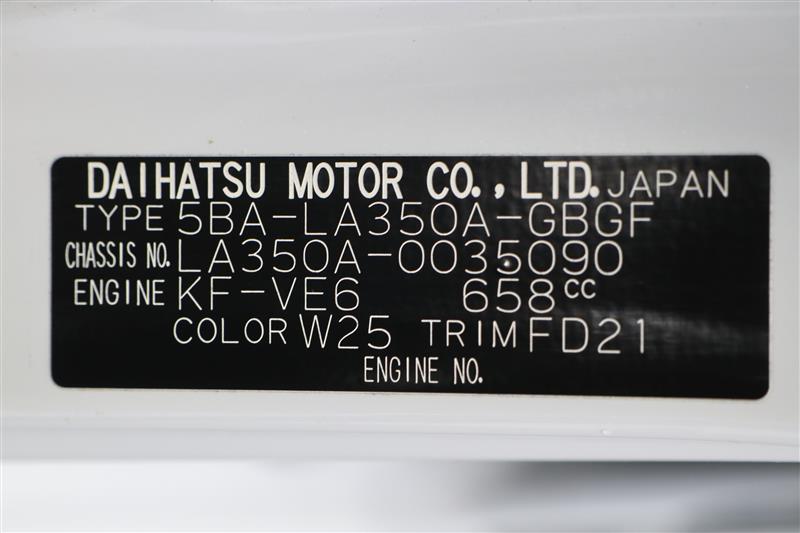 DAIHATSU MOTOR CO., LTD. JAPAN
TYPE 5BA-LA350A-GBGF
CHASSIS NO. LA350A-0035090
ENGINE KF-VE6 658cc
COLOR W25 TRIM FD21
ENGINE NO.